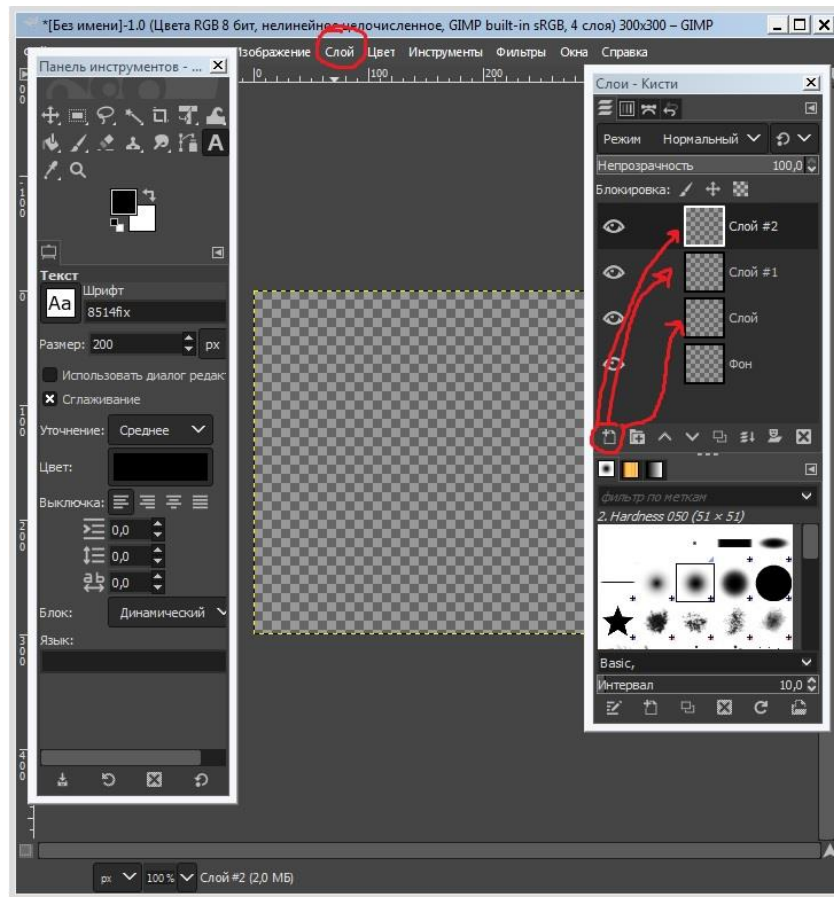 *[Без имени]-1.0 (Цвета RGB 8 бит, нелинейное целочисленное, GIMP built-in sRGB, 4 слоя) 300x300 – GIMP
Изображение Слой Цвет Инструменты Фильтры Окна Справка
Панель инструментов - ...
0 100 200
Текст
Шрифт
Aa
8514fix
Размер: 200 px
Использовать диалог редак
Сглаживание
Уточнение: Среднее
Цвет:
Выключка:
0,0
0,0
0,0
Блок: Динамический
Язык:
Слои - Кисти
Режим Нормальный
Непрозрачность 100,0
Блокировка:
Слой #2
Слой #1
Слой
Фон
фильтр по меткам
2. Hardness 050 (51 × 51)
Basic,
Интервал 10,0
px 100 % Слой #2 (2,0 МБ)